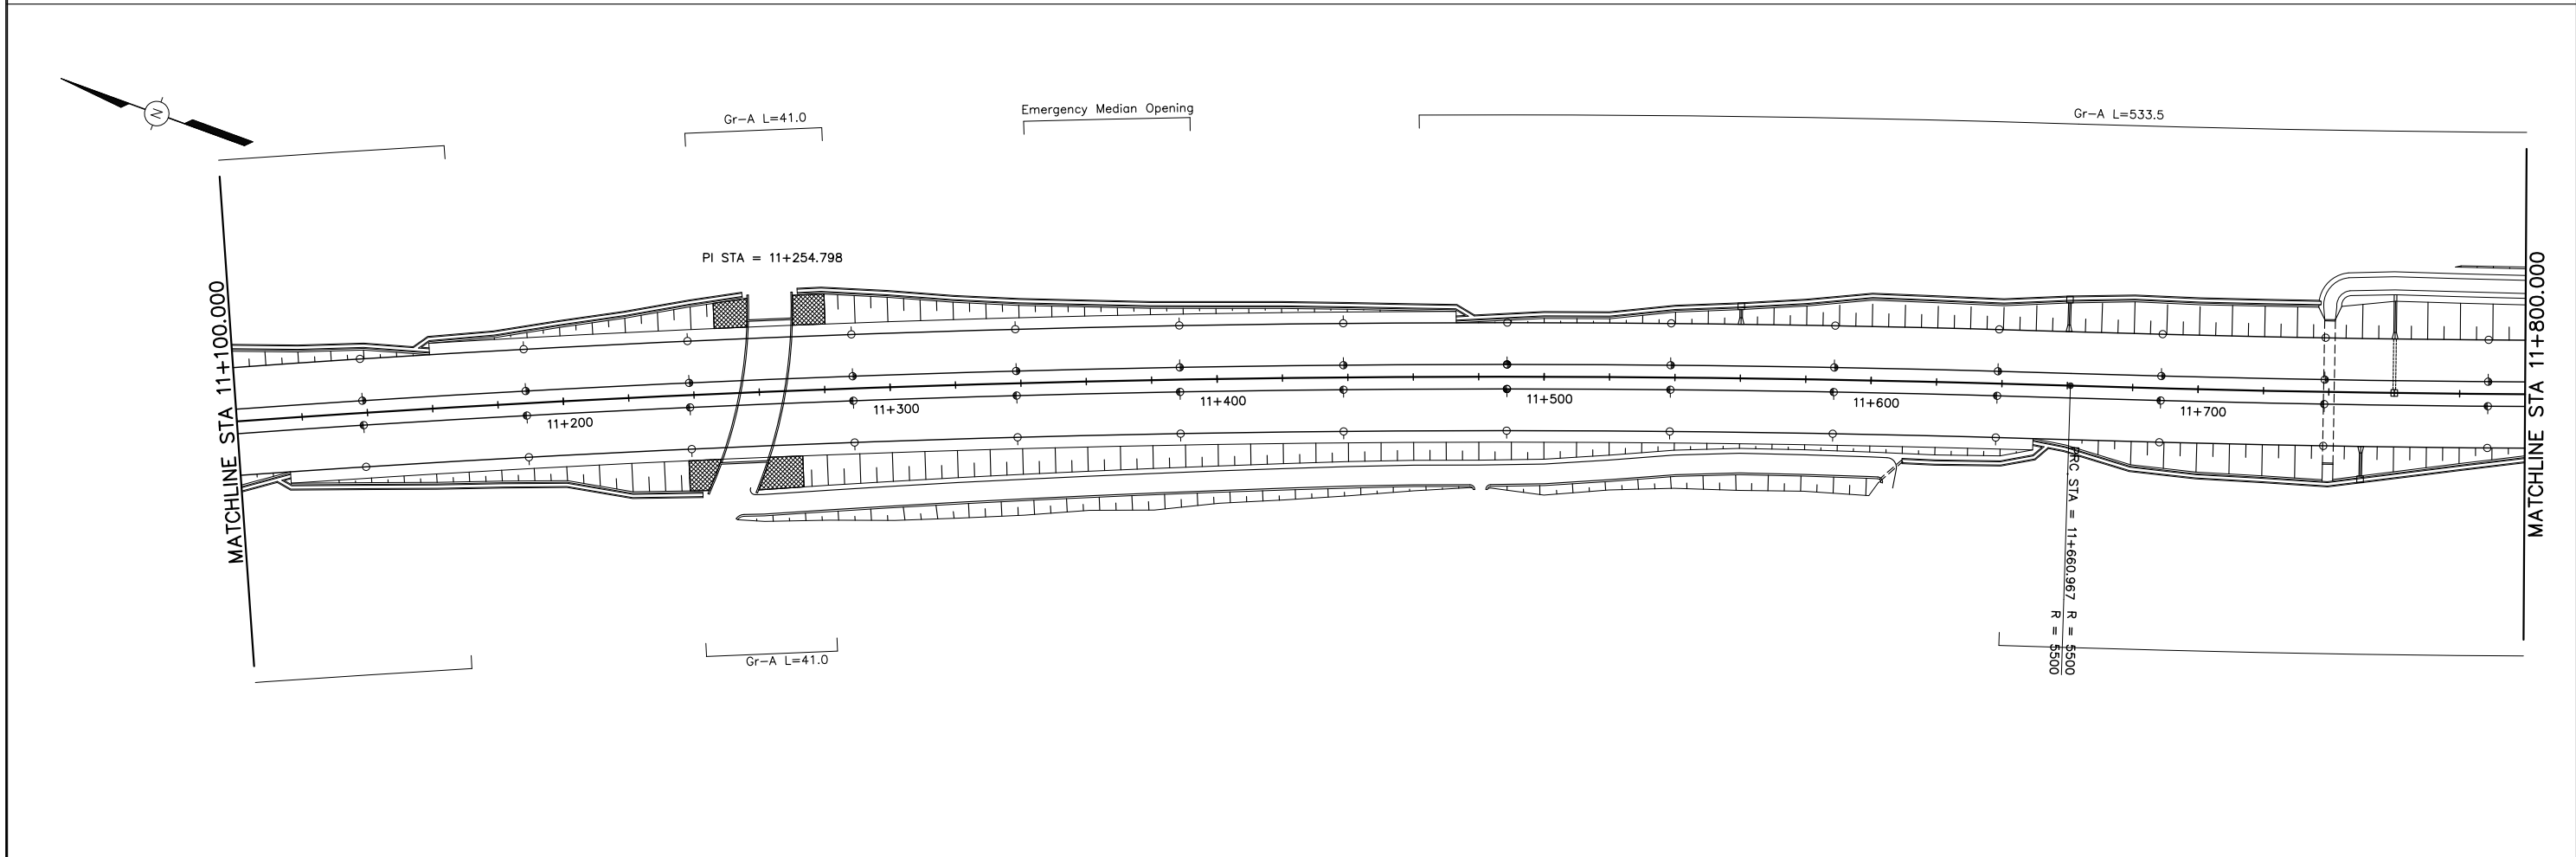 N
Gr-A L=41.0
Emergency Median Opening
Gr-A L=533.5
PI STA = 11+254.798
MATCHLINE STA 11+100.000
MATCHLINE STA 11+800.000
11+200
11+300
11+400
11+500
11+600
11+700
PRC STA = 11+660.967 R = 5500
R = 5500
Gr-A L=41.0